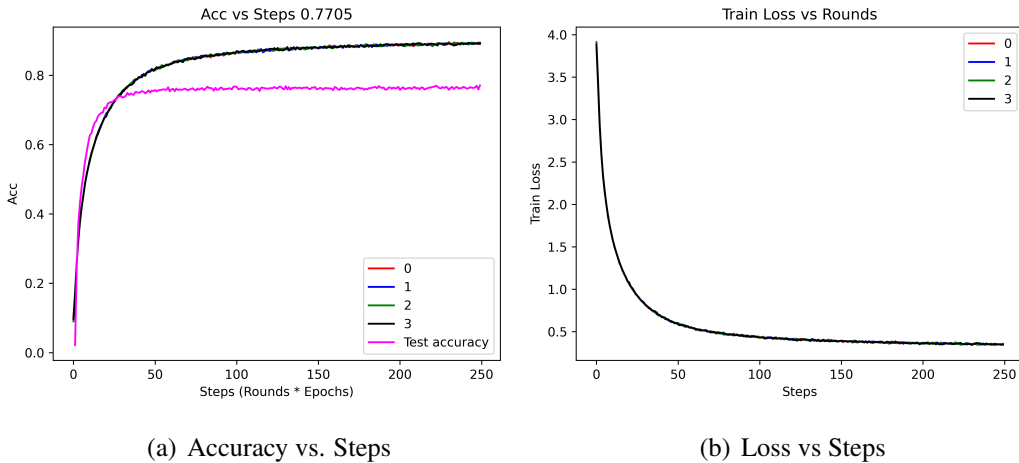 Acc vs Steps 0.7705
Acc
0.8
0.6
0.4
0.2
0.0
0
1
2
3
Test accuracy
0 50 100 150 200 250
Steps (Rounds * Epochs)
(a) Accuracy vs. Steps
Train Loss vs Rounds
Train Loss
4.0
3.5
3.0
2.5
2.0
1.5
1.0
0.5
0
1
2
3
0 50 100 150 200 250
Steps
(b) Loss vs Steps